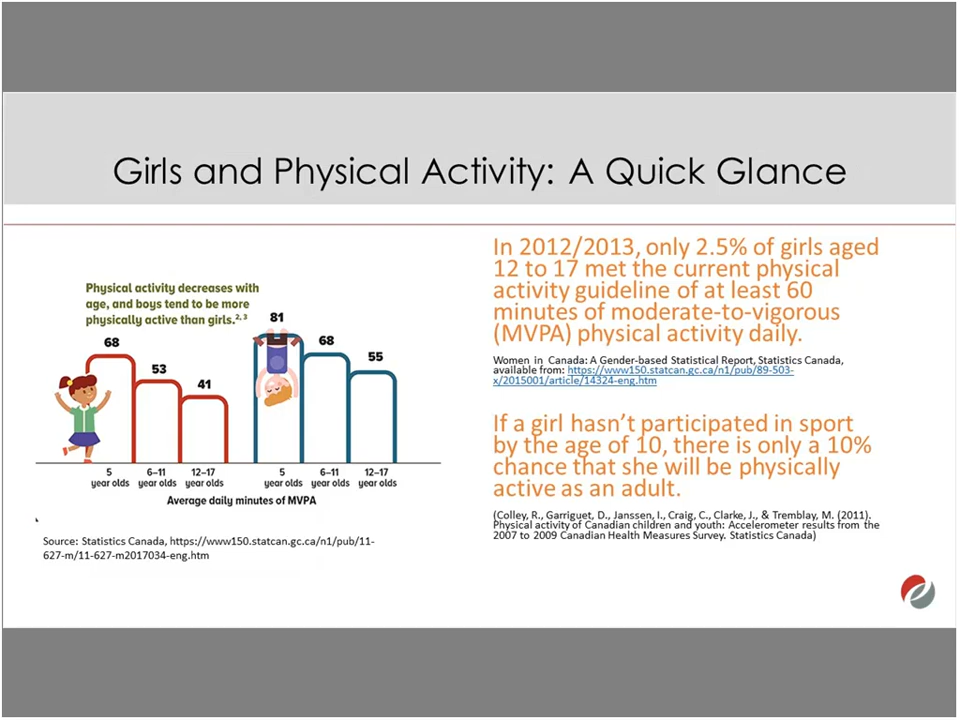 Girls and Physical Activity: A Quick Glance
Physical activity decreases with
age, and boys tend to be more
physically active than girls.2, 3
68
53
41
81
68
55
5
year olds
6–11
year olds
12–17
year olds
5
year olds
6–11
year olds
12–17
year olds
Average daily minutes of MVPA
Source: Statistics Canada, https://www150.statcan.gc.ca/n1/pub/11-
627-m/11-627-m2017034-eng.htm
In 2012/2013, only 2.5% of girls aged
12 to 17 met the current physical
activity guideline of at least 60
minutes of moderate-to-vigorous
(MVPA) physical activity daily.
Women in Canada: A Gender-based Statistical Report, Statistics Canada,
available from: https://www150.statcan.gc.ca/n1/pub/89-503-
x/2015001/article/14324-eng.htm
If a girl hasn’t participated in sport
by the age of 10, there is only a 10%
chance that she will be physically
active as an adult.
(Colley, R., Garriguet, D., Janssen, I., Craig, C., Clarke, J., & Tremblay, M. (2011).
Physical activity of Canadian children and youth: Accelerometer results from the
2007 to 2009 Canadian Health Measures Survey. Statistics Canada)